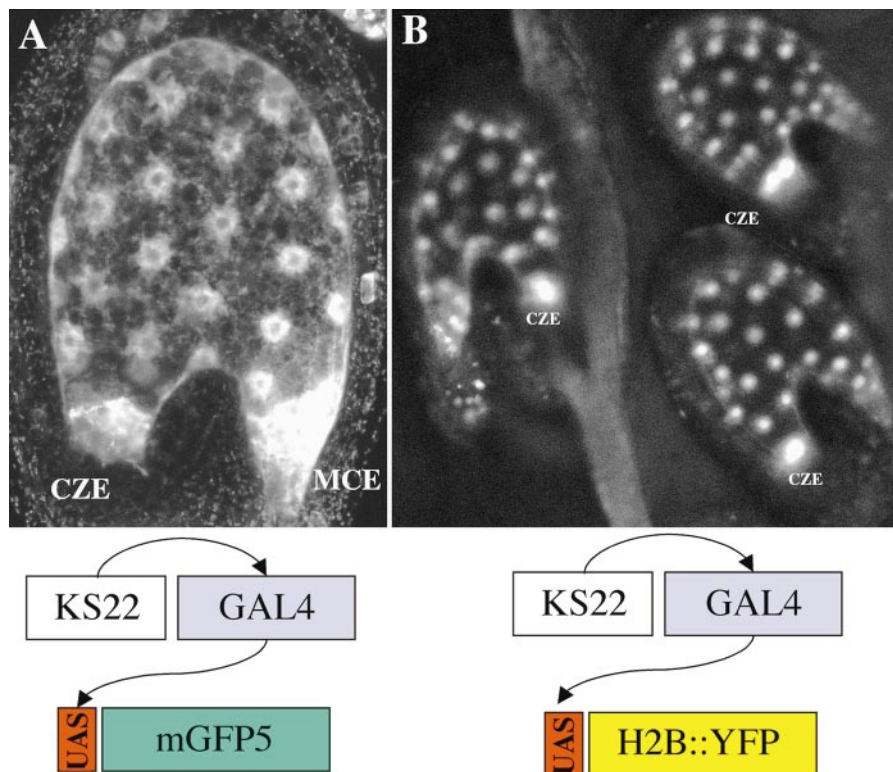 A
B
CZE
MCE
CZE
CZE
CZE
KS22
GAL4
UAS
mGFP5
KS22
GAL4
UAS
H2B::YFP